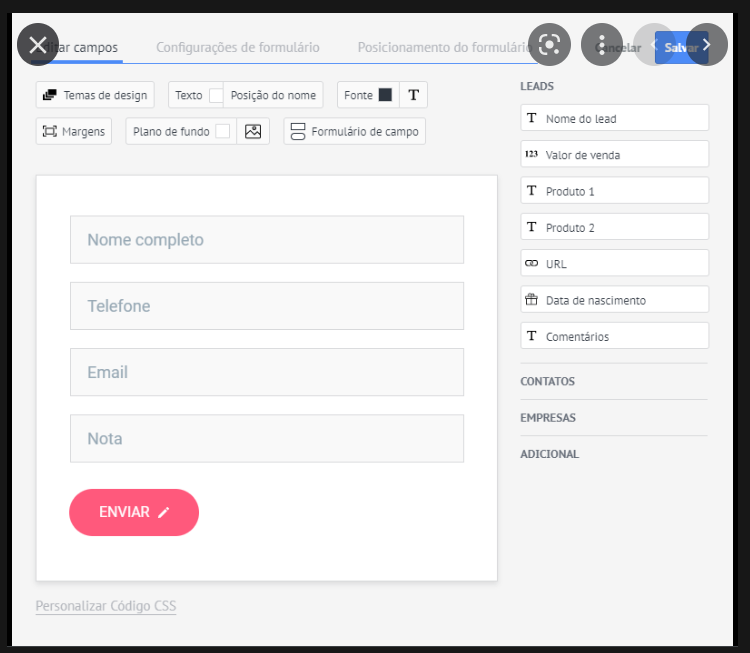 Editar campos Configurações de formulário Posicionamento do formulário Cancelar Salvar
Temas de design Texto Posição do nome Fonte T
Margens Plano de fundo Formulário de campo
Nome completo
Telefone
Email
Nota
ENVIAR
Personalizar Código CSS
LEADS
T Nome do lead
123 Valor de venda
T Produto 1
T Produto 2
URL
Data de nascimento
T Comentários
CONTATOS
EMPRESAS
ADICIONAL